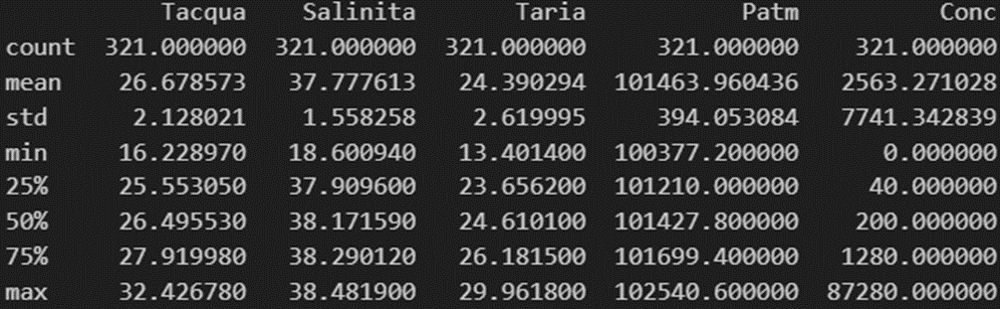 Tacqua Salinita Taria Patm Conc
count 321.000000 321.000000 321.000000 321.000000 321.000000
mean 26.678573 37.777613 24.390294 101463.960436 2563.271028
std 2.128021 1.558258 2.619995 394.053084 7741.342839
min 16.228970 18.600940 13.401400 100377.200000 0.000000
25% 25.553050 37.909600 23.656200 101210.000000 40.000000
50% 26.495530 38.171590 24.610100 101427.800000 200.000000
75% 27.919980 38.290120 26.181500 101699.400000 1280.000000
max 32.426780 38.481900 29.961800 102540.600000 87280.000000